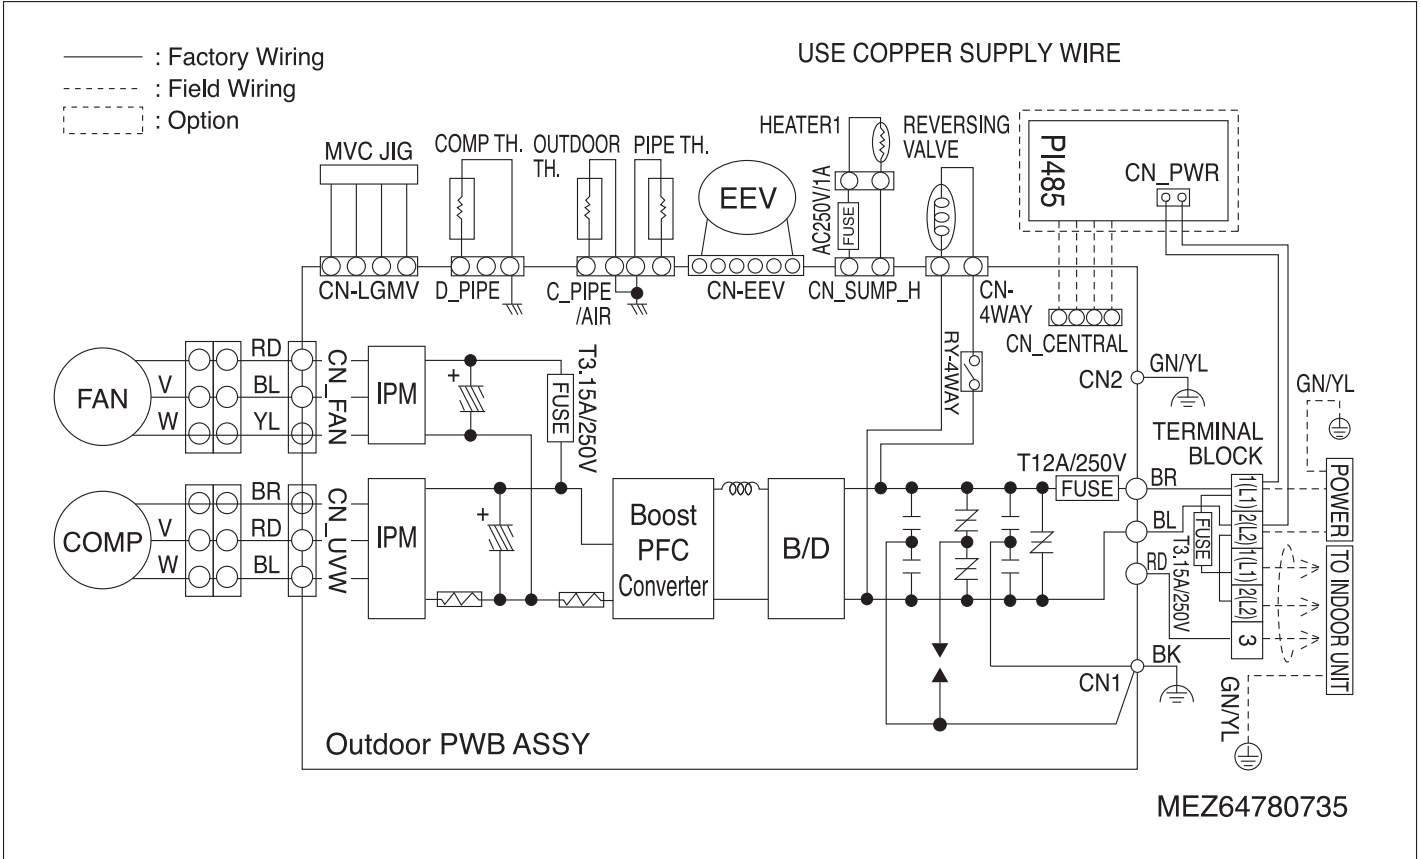 : Factory Wiring
: Field Wiring
: Option
USE COPPER SUPPLY WIRE
MVC JIG
COMP TH.
OUTDOOR
TH.
PIPE TH.
EEV
HEATER1
AC250V/1A
FUSE
REVERSING
VALVE
PI485
CN_PWR
CN-LGMV
D_PIPE
C_PIPE
/AIR
CN-EEV
CN_SUMP_H
CN-
4WAY
CN_CENTRAL
RY-4WAY
FAN
V
W
RD
BL
YL
CN_FAN
IPM
+
FUSE
T3.15A/250V
CN2
GN/YL
GN/YL
TERMINAL
BLOCK
T12A/250V
FUSE
BR
BL
RD
COMP
V
W
BR
RD
BL
CN_UVW
IPM
+
Boost
PFC
Converter
B/D
1(L1)
2(L2)
1(L1)
2(L2)
3
FUSE
T3.15A/250V
POWER
TO INDOOR UNIT
CN1
BK
GN/YL
Outdoor PWB ASSY
MEZ64780735